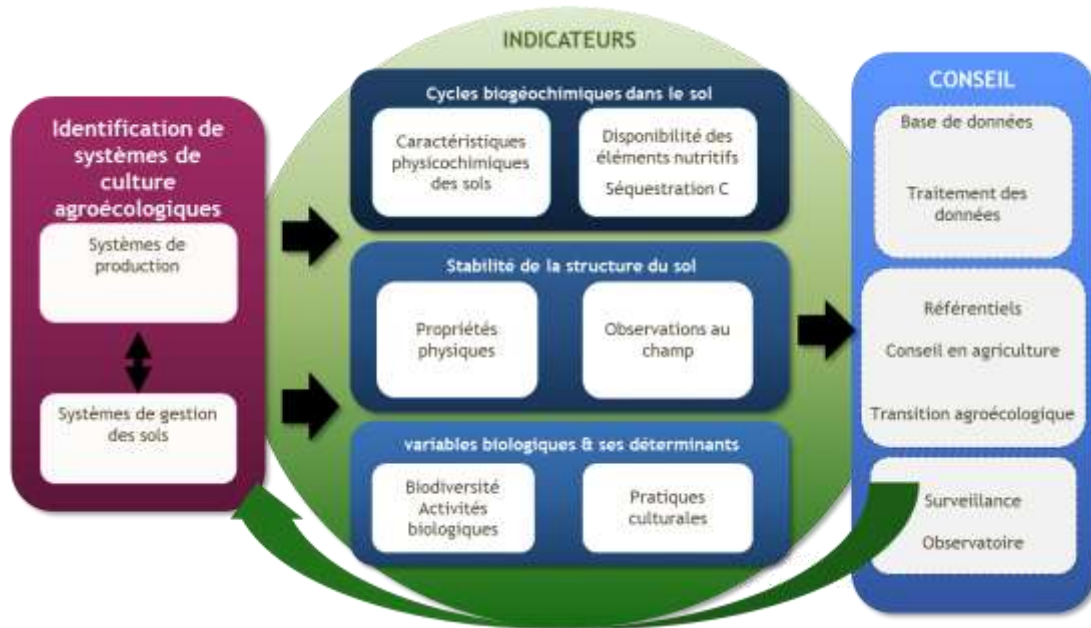 INDICATEURS
Identification de
systèmes de
culture
agroécologiques
Systèmes de
production
Systèmes de gestion
des sols
Cycles biogéochimiques dans le sol
Caractéristiques
physicochimiques
des sols
Disponibilité des
éléments nutritifs
Séquestration C
Stabilité de la structure du sol
Propriétés
physiques
Observations au
champ
variables biologiques & ses déterminants
Biodiversité
Activités
biologiques
Pratiques
culturales
CONSEIL
Base de données
Traitement des
données
Référentiels
Conseil en agriculture
Transition agroécologique
Surveillance
Observatoire